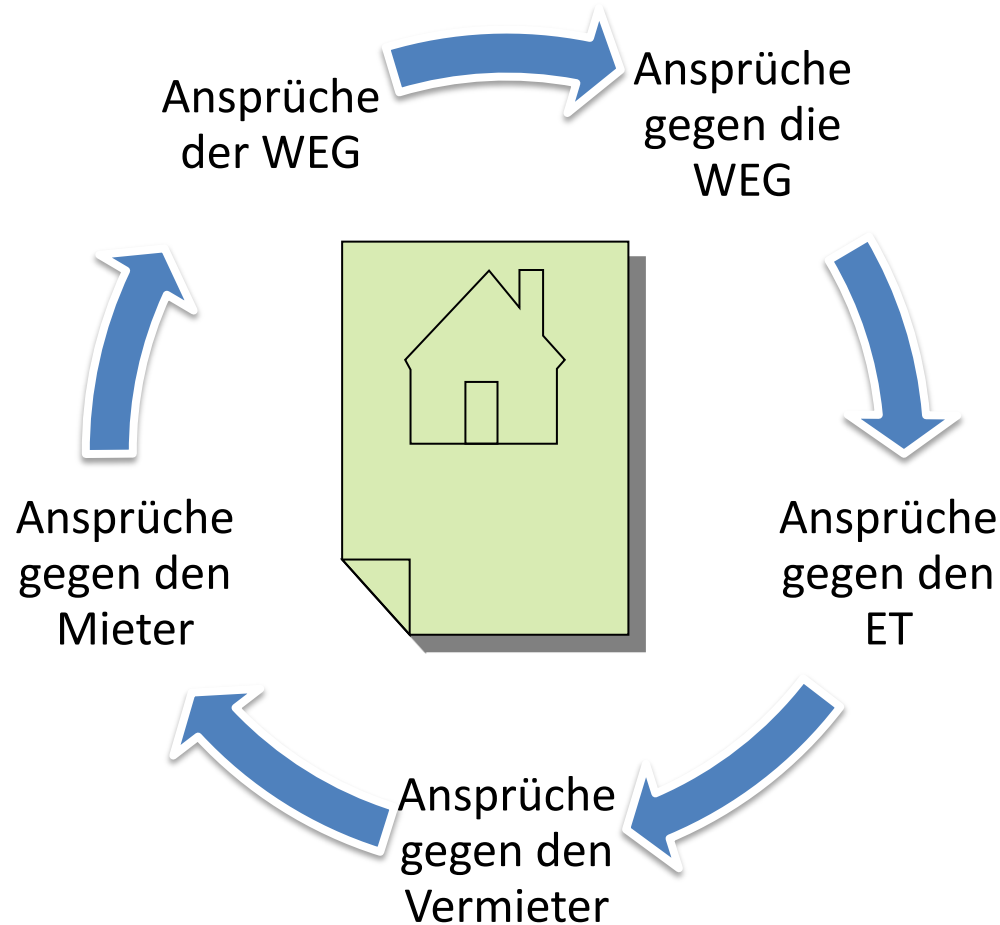 Ansprüche
der WEG
Ansprüche
gegen die
WEG
Ansprüche
gegen den
ET
Ansprüche
gegen den
Vermieter
Ansprüche
gegen den
Mieter